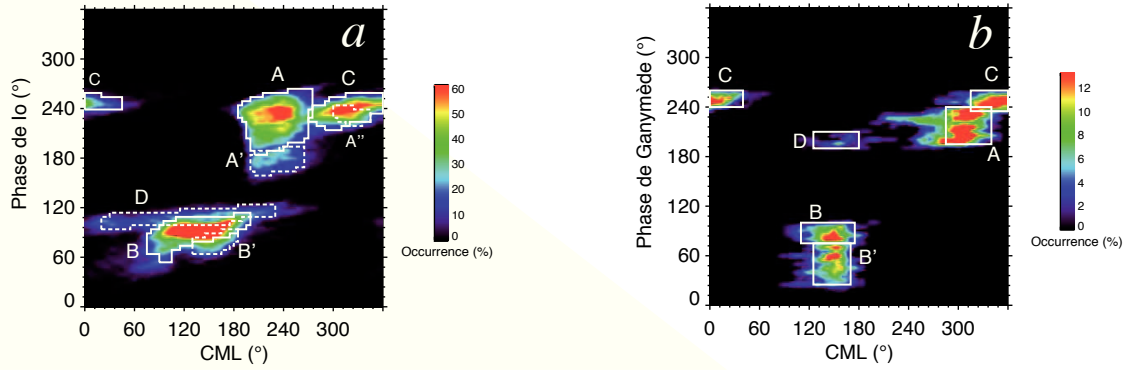 a
Phase de Io (°)
360
300
240
180
120
60
0
C
A
C
A''
A'
D
B
B'
0 60 120 180 240 300
CML (°)
60
50
40
30
20
10
0
Occurrence (%)
b
Phase de Ganymède (°)
360
300
240
180
120
60
0
C
C
D
A
B
B'
0 60 120 180 240 300
CML (°)
12
10
8
6
4
2
0
Occurrence (%)